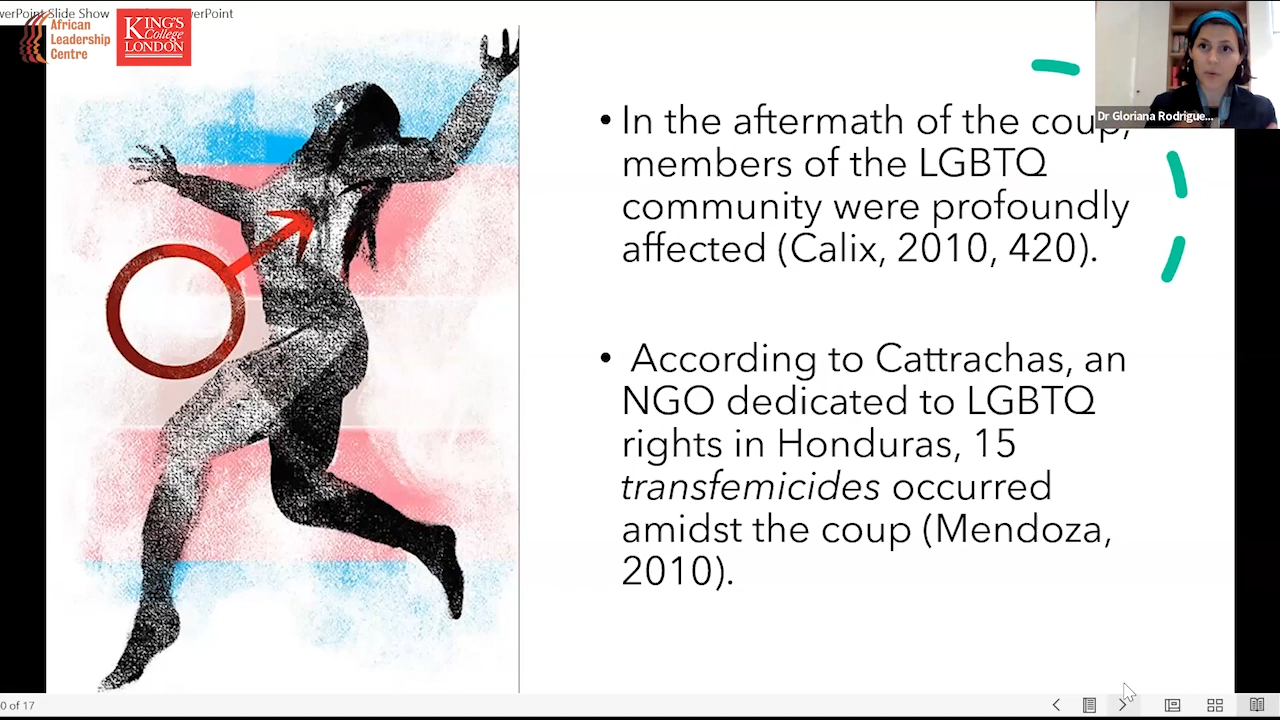 PowerPoint Slide Show
African
Leadership
Centre
KING'S
College
LONDON
Dr Gloriana Rodrigue...
• In the aftermath of the coup,
members of the LGBTQ
community were profoundly
affected (Calix, 2010, 420).
• According to Cattrachas, an
NGO dedicated to LGBTQ
rights in Honduras, 15
transfemicides occurred
amidst the coup (Mendoza,
2010).
0 of 17